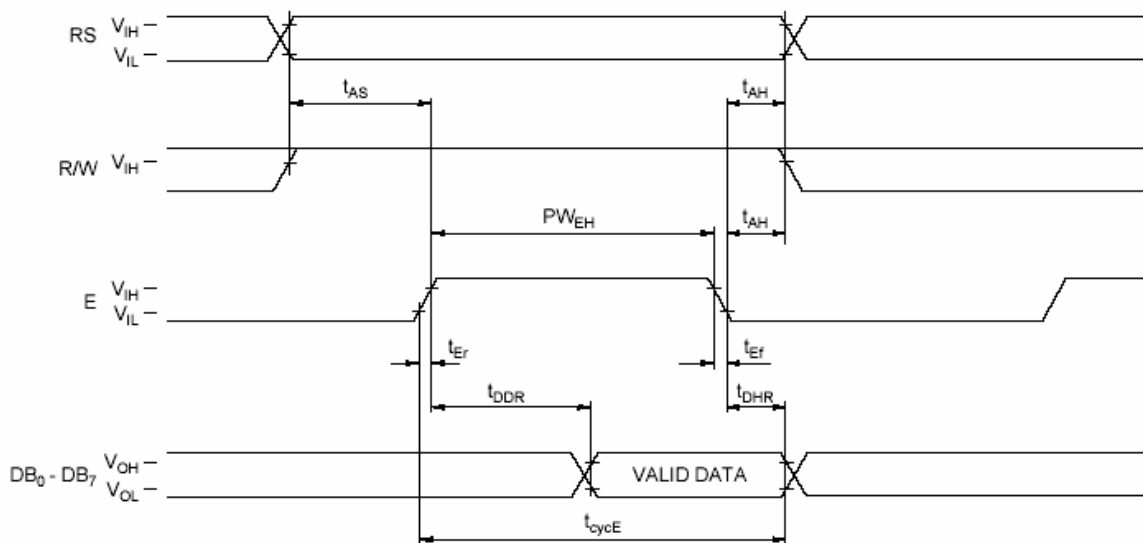 RS V_IH
V_IL
t_AS t_AH
R/W V_IH
PW_EH t_AH
E V_IH
V_IL
t_Er t_Ef
t_DDR t_DHR
DB_0 - DB_7 V_OH VALID DATA
V_OL
t_cycE